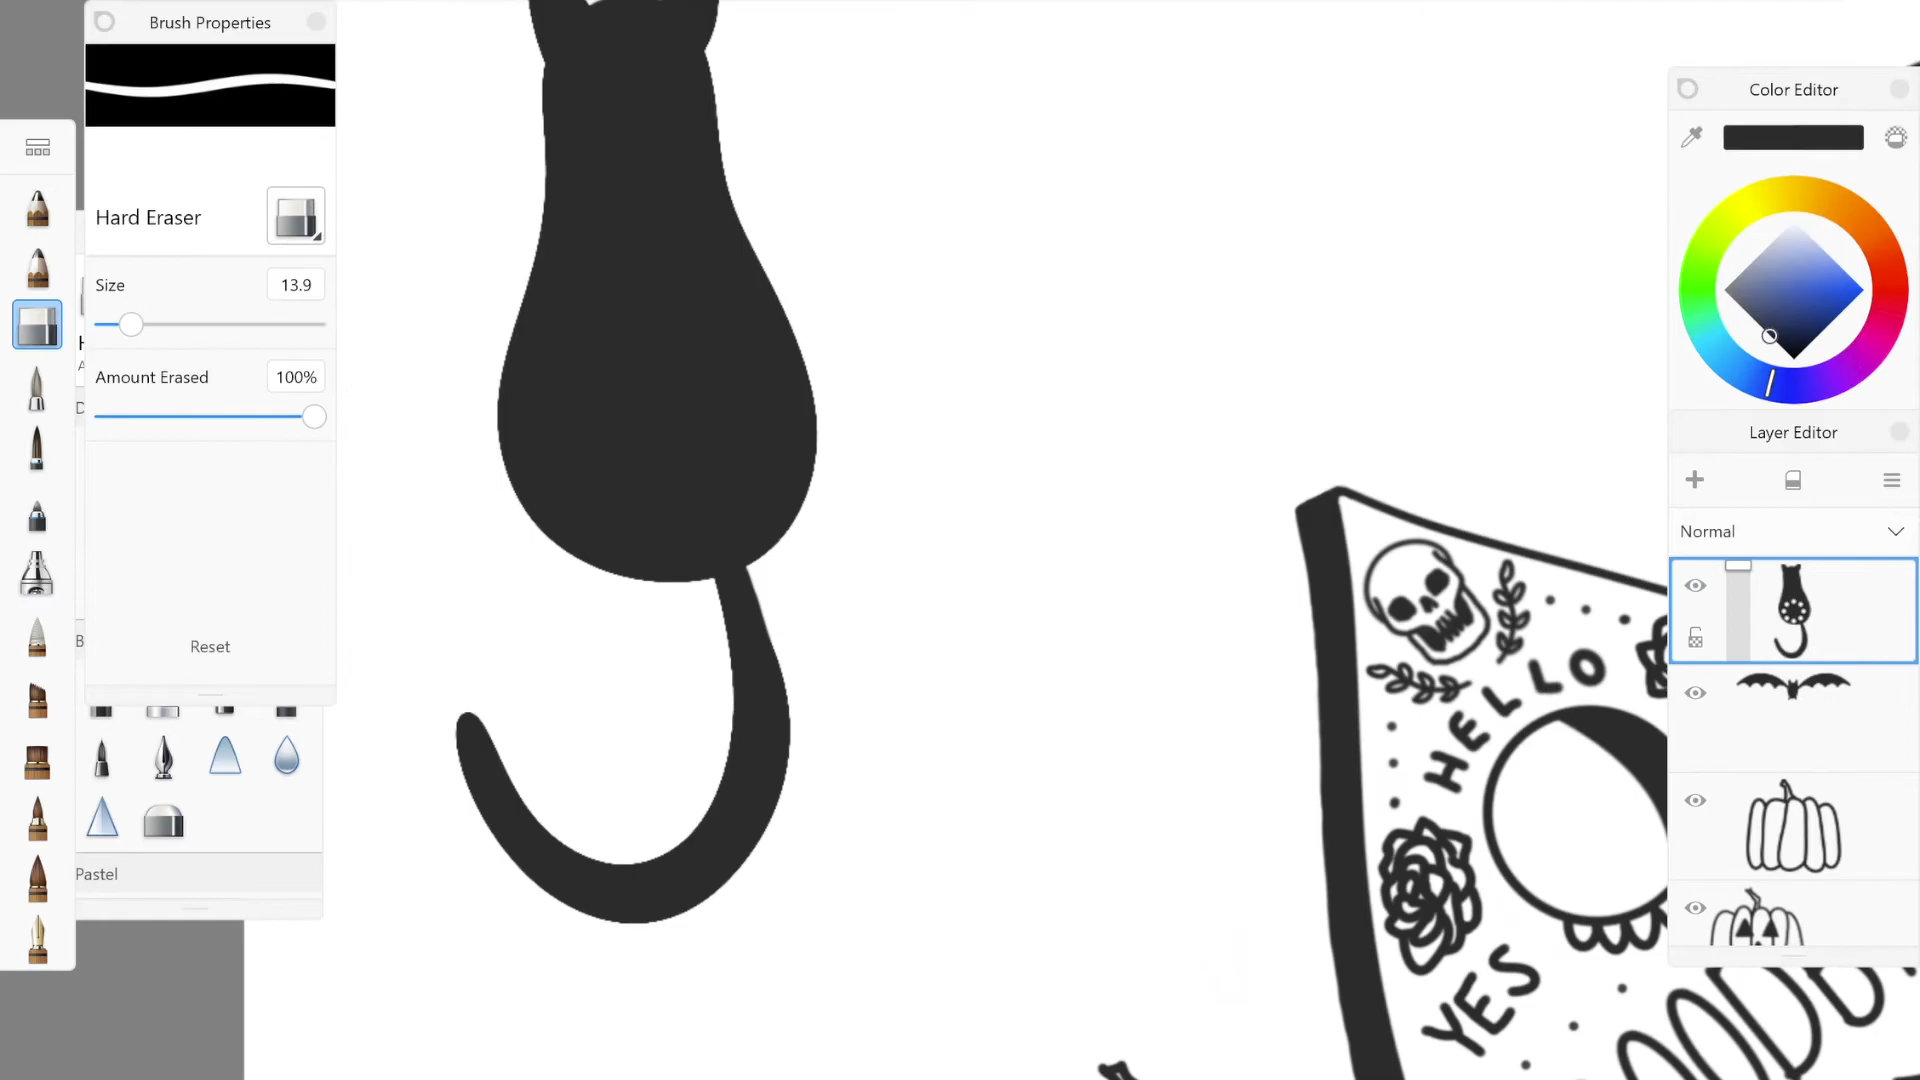 Brush Properties
Hard Eraser
Size
13.9
Amount Erased
100%
Reset
Pastel
Color Editor
Layer Editor
Normal
HELLO
YES